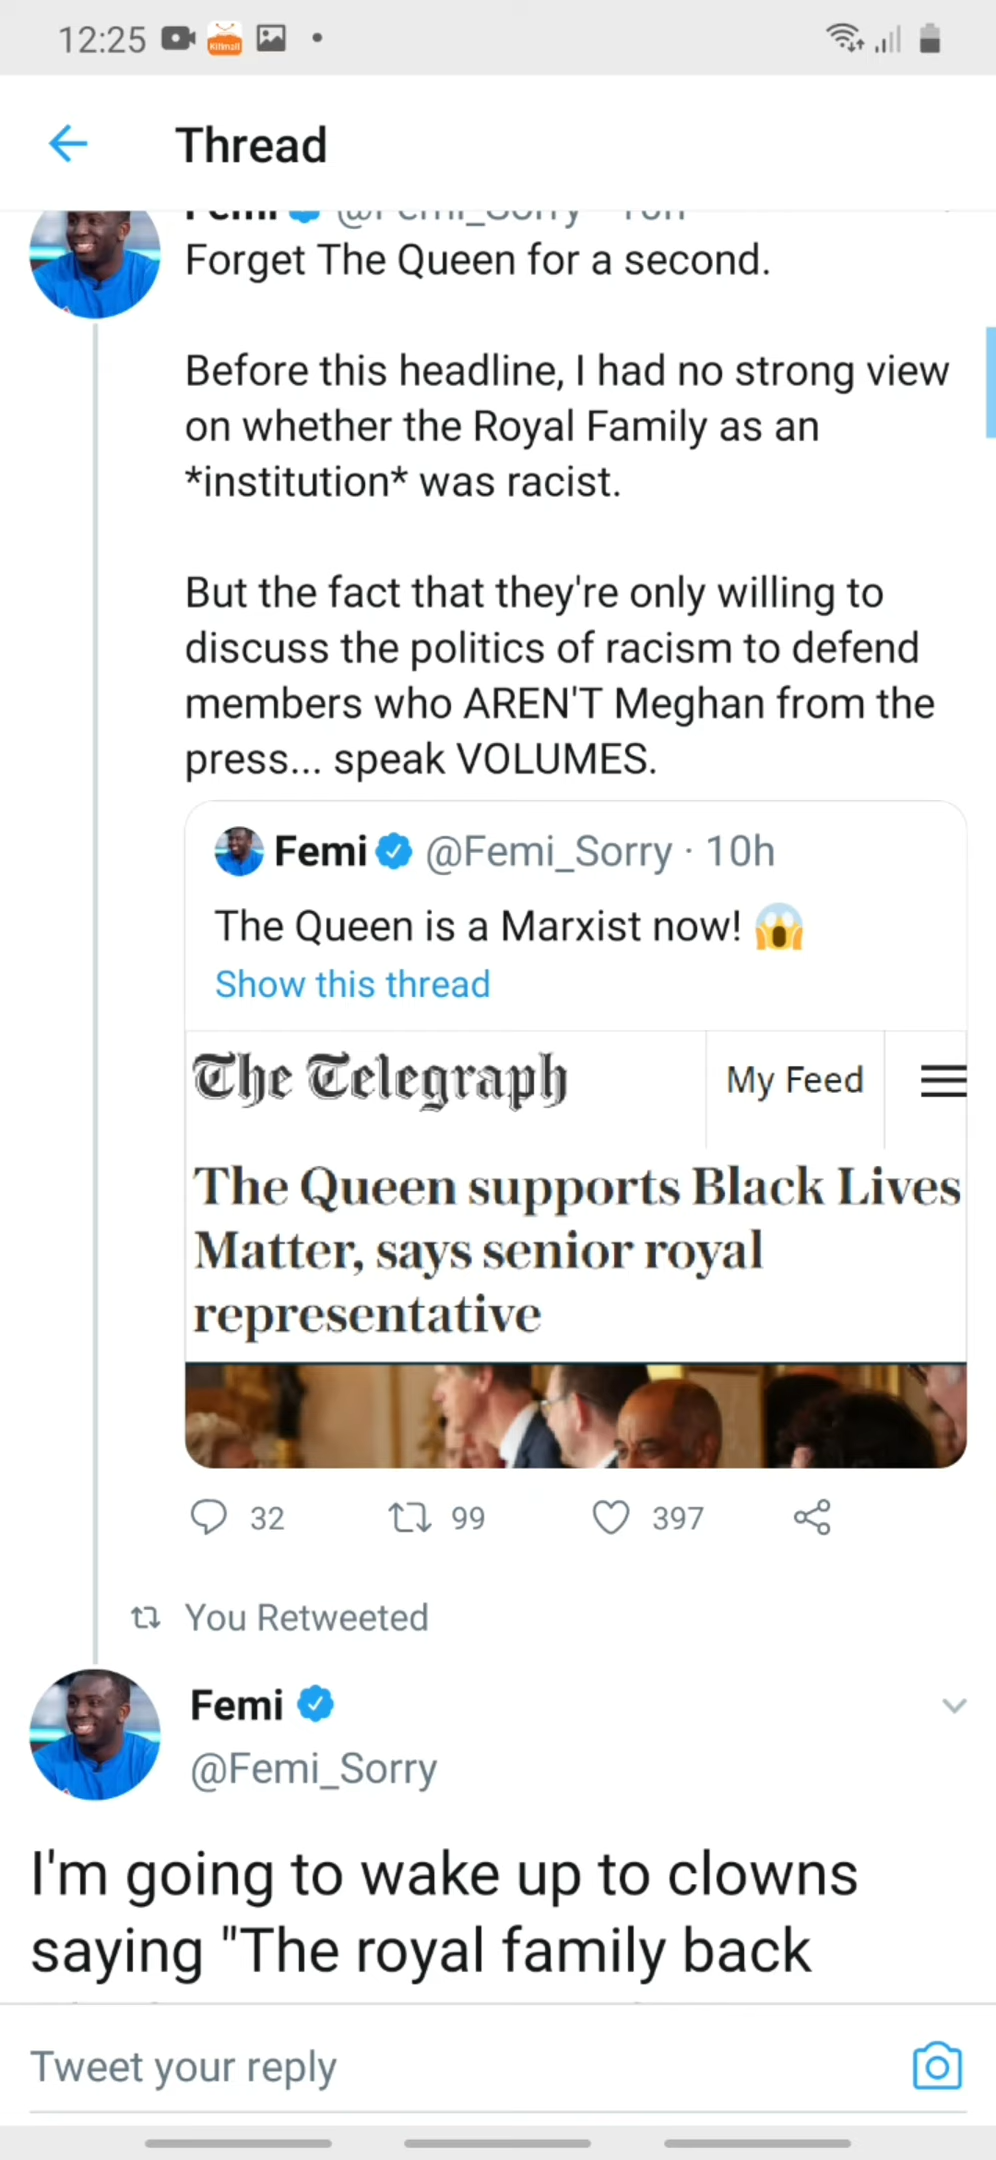 12:25
Kilimall
Thread
Femi @Femi_Sorry · 10h
Forget The Queen for a second.
Before this headline, I had no strong view
on whether the Royal Family as an
*institution* was racist.
But the fact that they're only willing to
discuss the politics of racism to defend
members who AREN'T Meghan from the
press... speak VOLUMES.
Femi @Femi_Sorry · 10h
The Queen is a Marxist now! 😱
Show this thread
The Telegraph
My Feed
The Queen supports Black Lives
Matter, says senior royal
representative
32
99
397
You Retweeted
Femi
@Femi_Sorry
I'm going to wake up to clowns
saying "The royal family back
Tweet your reply